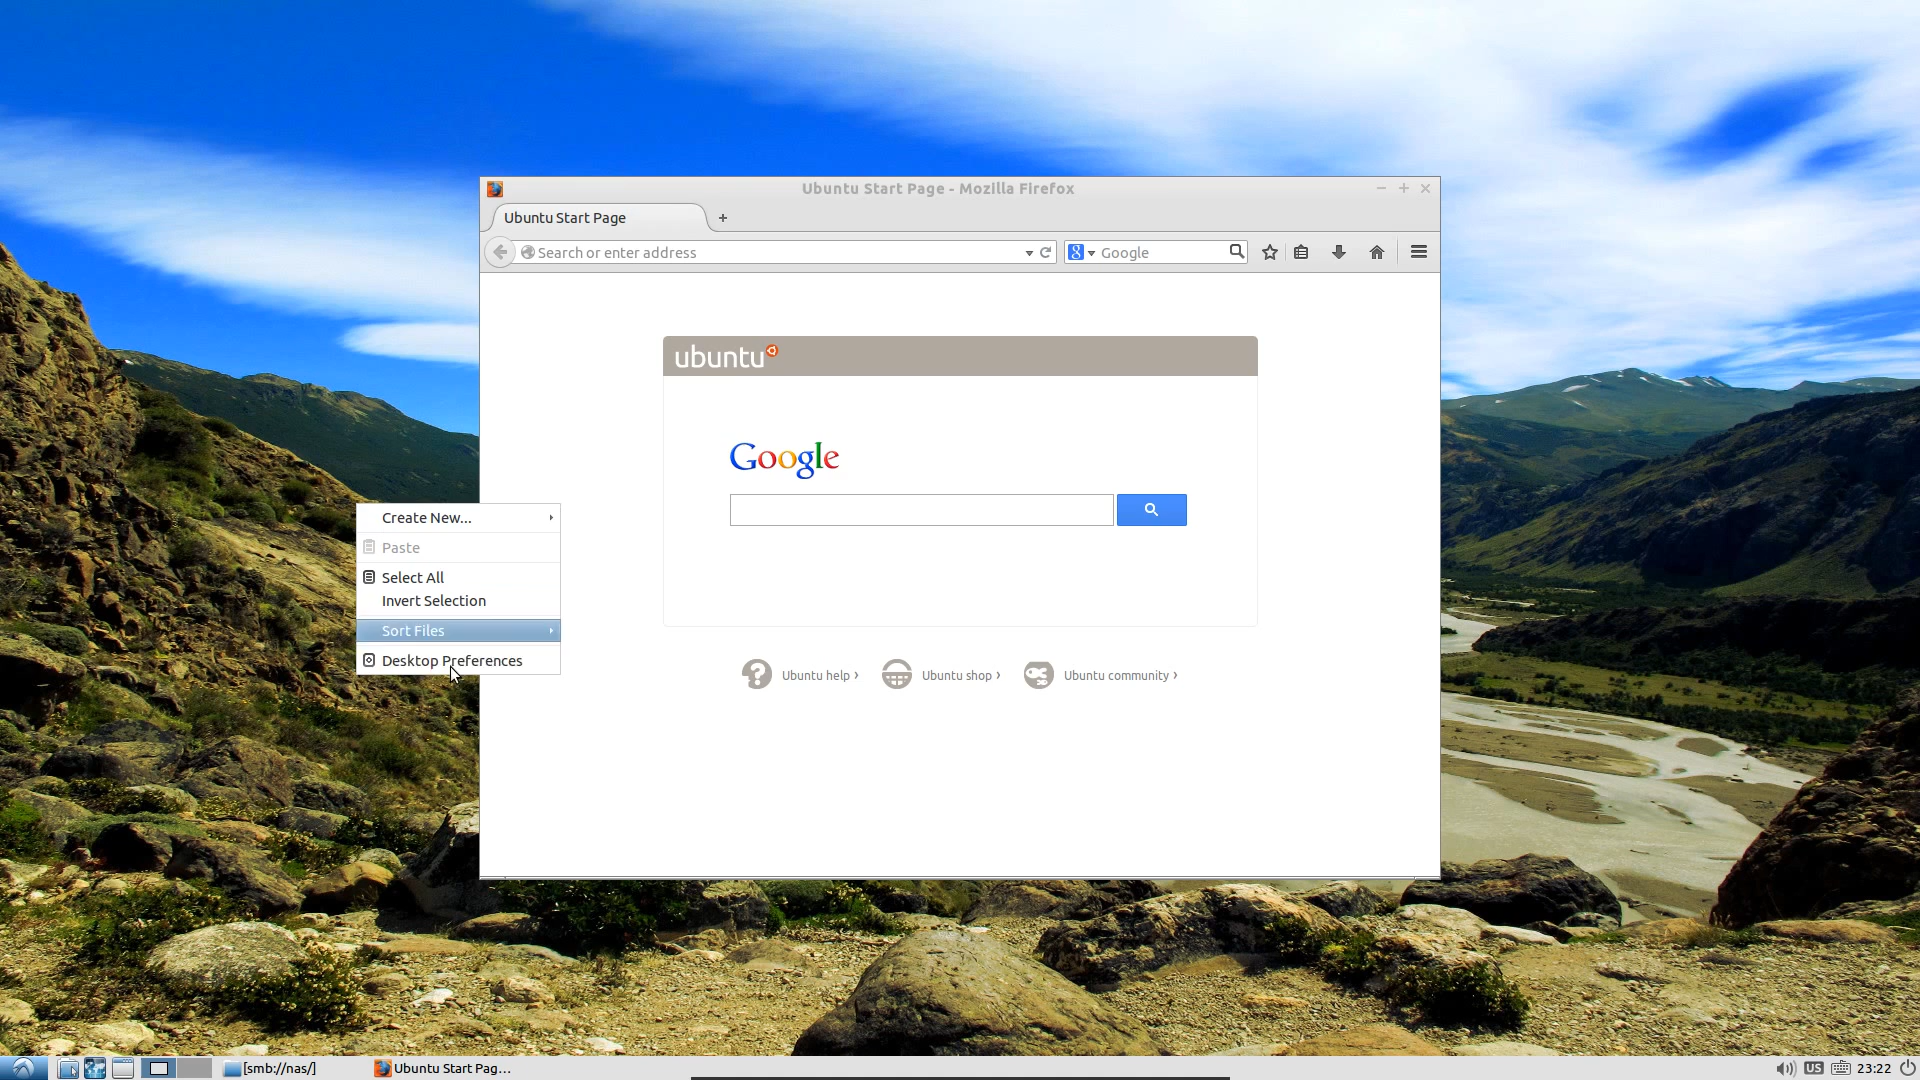 Ubuntu Start Page - Mozilla Firefox
Ubuntu Start Page
Search or enter address
Google
ubuntu
Google
Create New...
Paste
Select All
Invert Selection
Sort Files
Desktop Preferences
Ubuntu help ›
Ubuntu shop ›
Ubuntu community ›
[smb://nas/]
Ubuntu Start Pag...
US
23:22